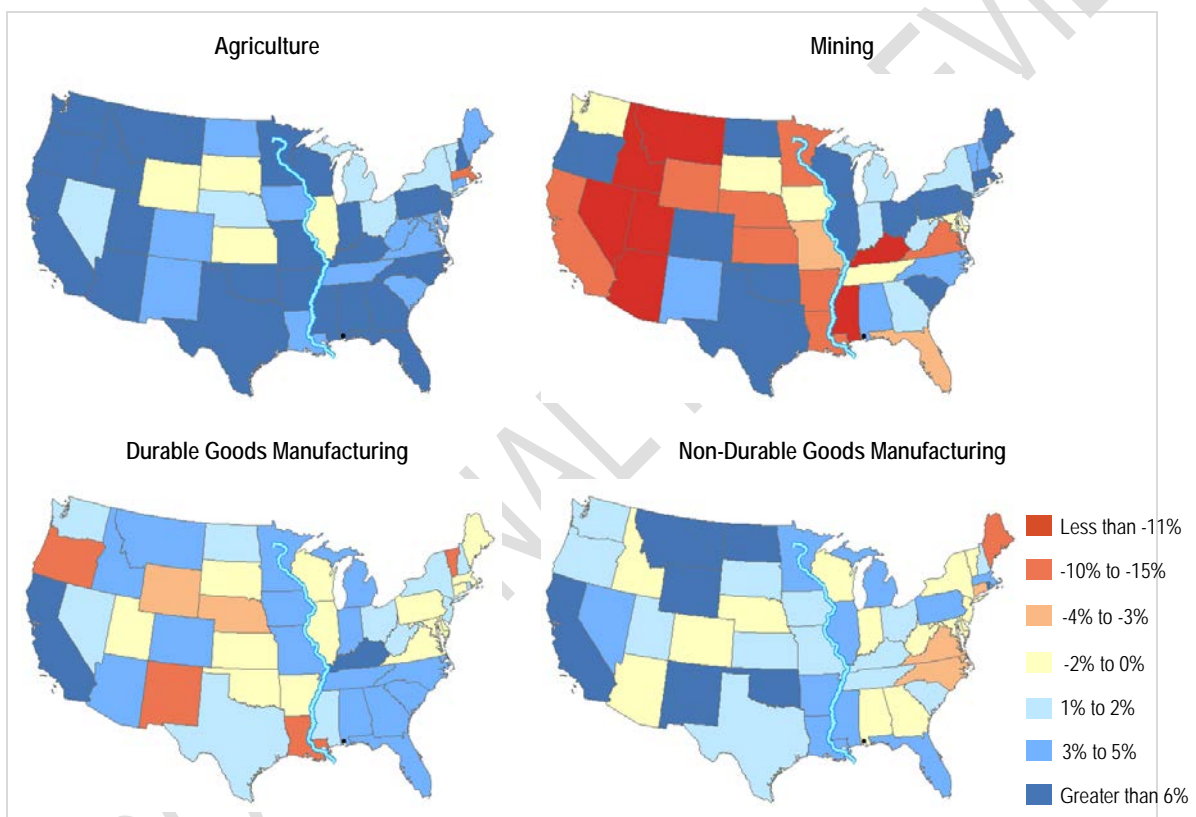 Agriculture
Mining
Durable Goods Manufacturing
Non-Durable Goods Manufacturing
Less than -11%
-10% to -15%
-4% to -3%
-2% to 0%
1% to 2%
3% to 5%
Greater than 6%